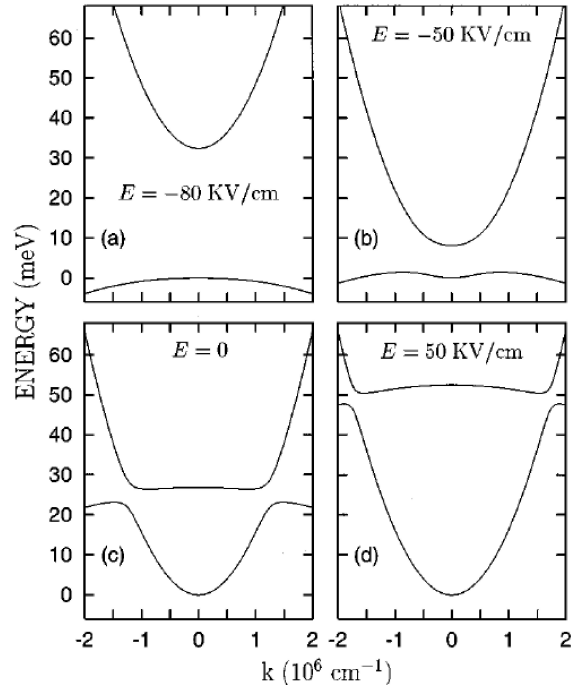 60
50
40
30
20
10
0
E = −80 KV/cm
(a)
E = −50 KV/cm
(b)
ENERGY (meV)
60
50
40
30
20
10
0
E = 0
(c)
E = 50 KV/cm
(d)
-2 -1 0 1 2 -1 0 1 2
k (10⁶ cm⁻¹)